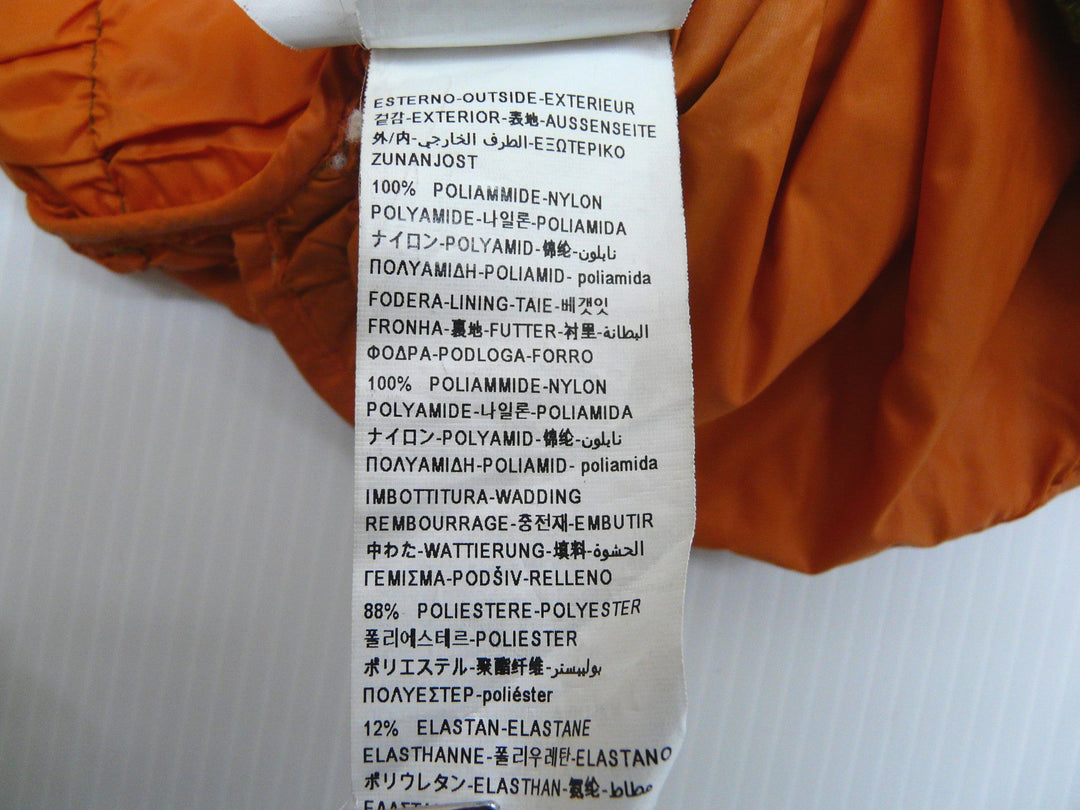 ESTERNO-OUTSIDE-EXTERIEUR
겉감-EXTERIOR-表地-AUSSENSEITE
外/内-الطرف الخارجي-ΕΞΩΤΕΡΙΚΟ
ZUNANJOST
100% POLIAMMIDE-NYLON
POLYAMIDE-나일론-POLIAMIDA
ナイロン-POLYAMID-锦纶-نايلون
ΠΟΛΥΑΜΙΔΗ-POLIAMID- poliamida
FODERA-LINING-TAIE-베갯잇
FRONHA-裏地-FUTTER-衬里-البطانة
ΦΟΔΡΑ-PODLOGA-FORRO
100% POLIAMMIDE-NYLON
POLYAMIDE-나일론-POLIAMIDA
ナイロン-POLYAMID-锦纶-نايلون
ΠΟΛΥΑΜΙΔΗ-POLIAMID- poliamida
IMBOTTITURA-WADDING
REMBOURRAGE-충전재-EMBUTIR
中わた-WATTIERUNG-填料-الحشوة
ΓΕΜΙΣΜΑ-PODŠIV-RELLENO
88% POLIESTERE-POLYESTER
폴리에스테르-POLIESTER
ポリエステル-聚酯纤维-بوليستر
ΠΟΛΥΕΣΤΕΡ-poliéster
12% ELASTAN-ELASTANE
ELASTHANNE-폴리우레탄-ELASTANO
ポリウレタン-ELASTHAN-氨纶-مطاط